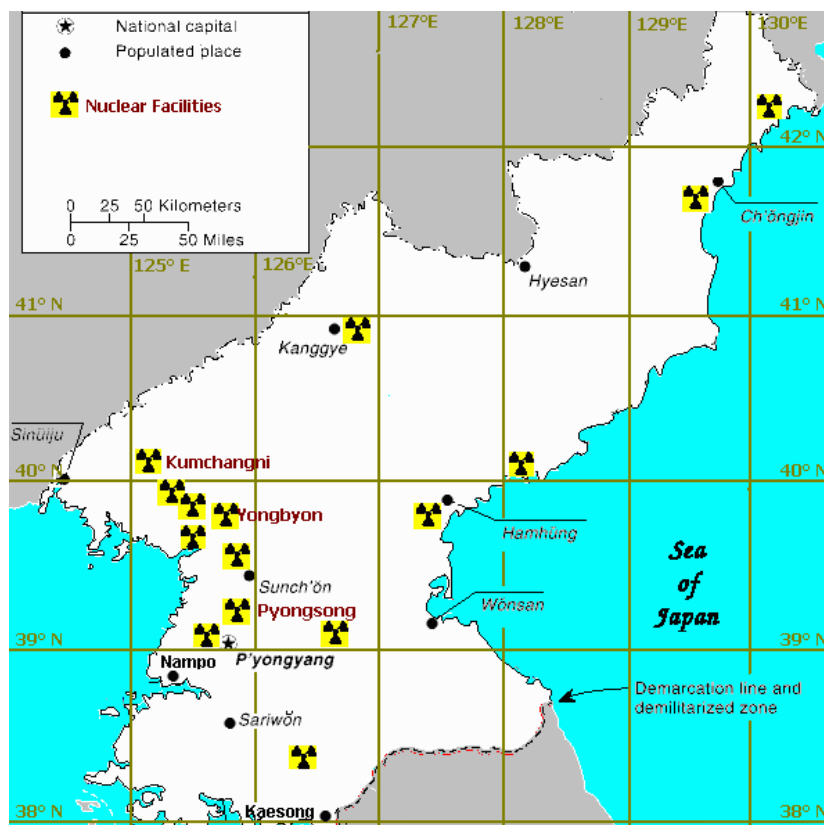 National capital
Populated place
Nuclear Facilities
0 25 50 Kilometers
0 25 50 Miles
127°E
128°E
129°E
130°E
42° N
Ch'ŏngjin
125° E
126°E
Hyesan
41° N
41° N
Kanggye
Sinŭiju
Kumchangni
40° N
40° N
Yongbyon
Hamhŭng
Sea
of
Japan
Sunch'ŏn
Pyongsong
Wŏnsan
39° N
39° N
P'yongyang
Nampo
Demarcation line and
demilitarized zone
Sariwŏn
Kaesong
38° N
38° N